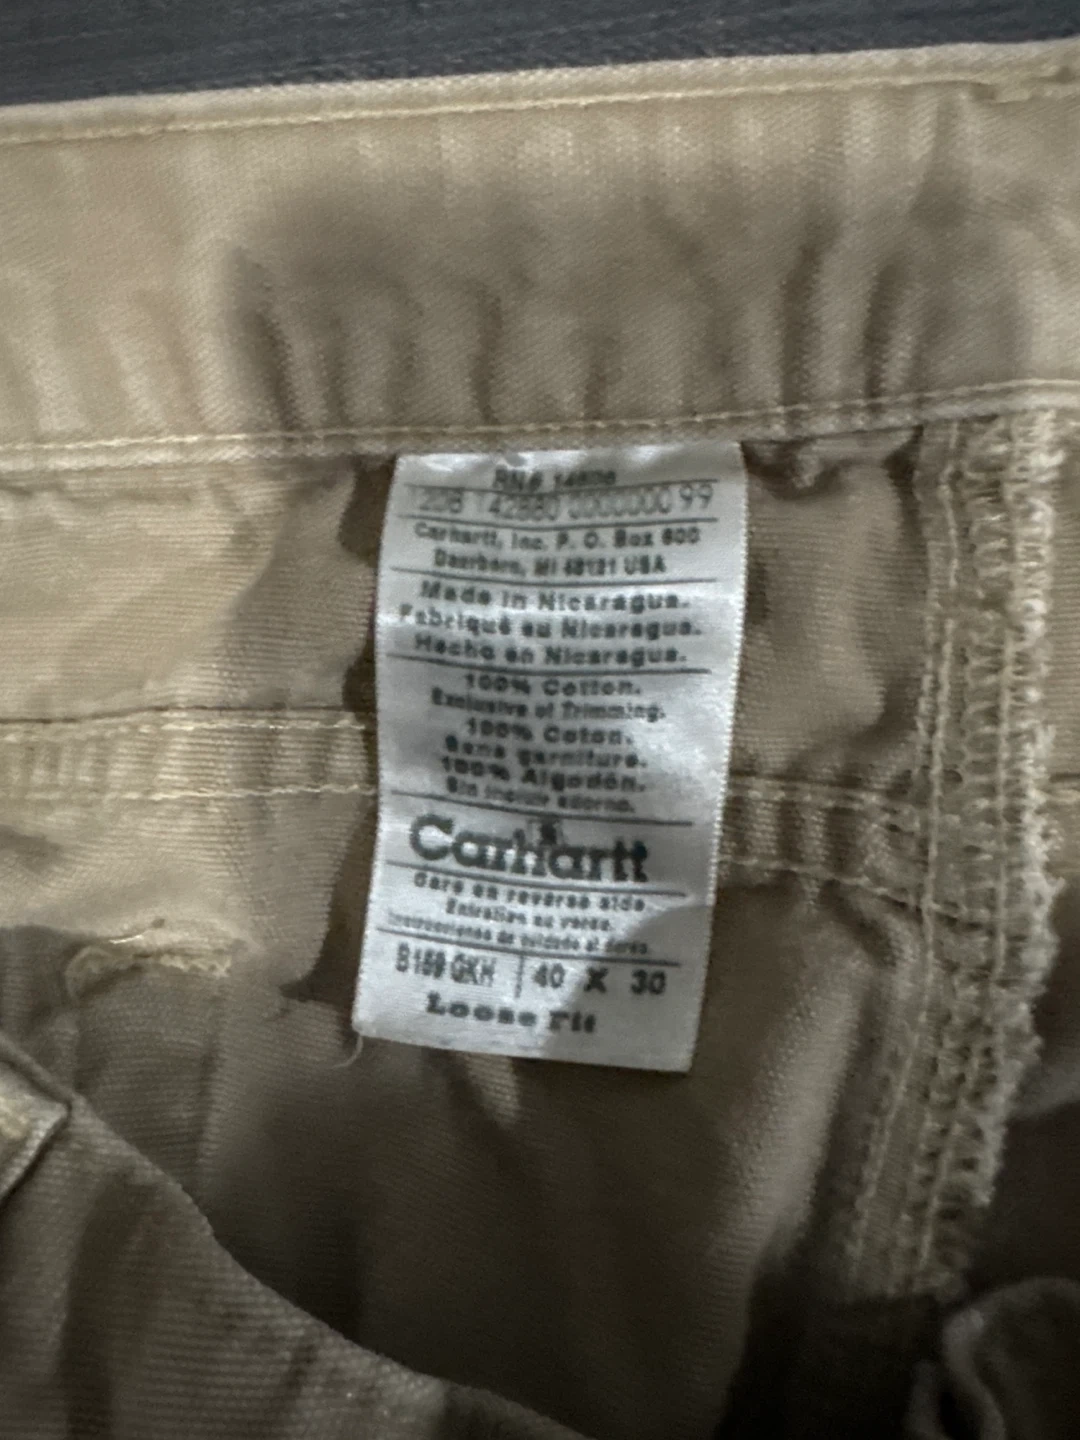 RN# 14806
1208 142880 0000000 99
Carhartt, Inc. P. O. Box 600
Dearborn, MI 48121 USA
Made in Nicaragua.
Fabriqué au Nicaragua.
Hecho en Nicaragua.
100% Cotton.
Exclusive of Trimming.
100% Coton.
Sans garniture.
100% Algodón.
Sin incluir adorno.
Carhartt
Care on reverse side
Entretien au verso.
Instrucciones de cuidado al dorso.
B159 GKH 40 X 30
Loose Fit